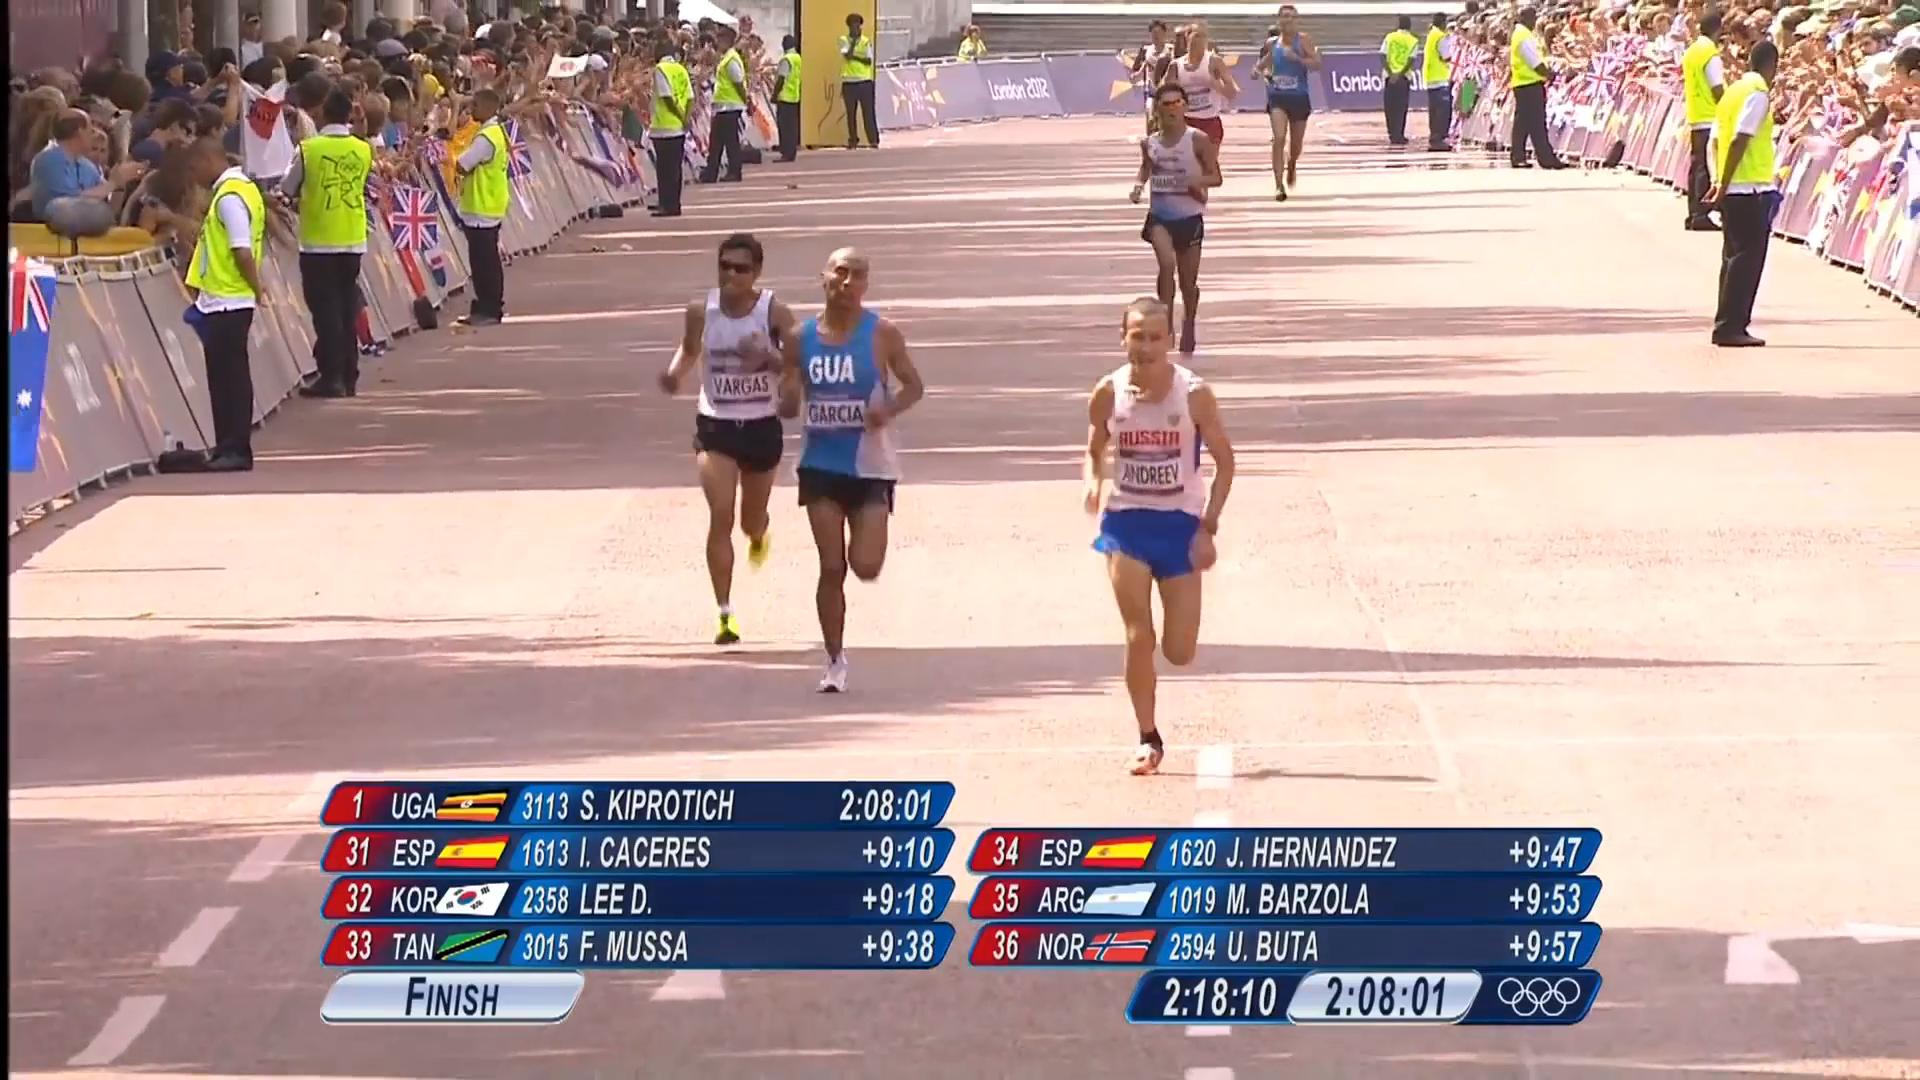 London 2012
London
VARGAS
GUA
GARCIA
RUSSIA
ANDREEV
1 UGA 3113 S. KIPROTICH 2:08:01
31 ESP 1613 I. CACERES +9:10
32 KOR 2358 LEE D. +9:18
33 TAN 3015 F. MUSSA +9:38
34 ESP 1620 J. HERNANDEZ +9:47
35 ARG 1019 M. BARZOLA +9:53
36 NOR 2594 U. BUTA +9:57
FINISH
2:18:10 2:08:01